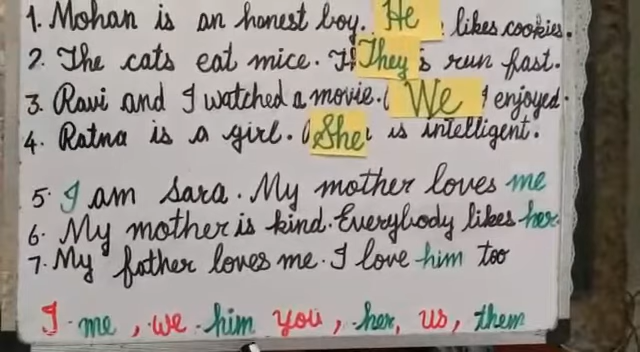 1. Mohan is an honest boy. He likes cookies.
2. The cats eat mice. They run fast.
3. Ravi and I watched a movie. We enjoyed.
4. Ratna is a girl. She is intelligent.
5. I am Sara. My mother loves me
6. My mother is kind. Everybody likes her.
7. My father loves me. I love him too
I me, we him you, her, us, them